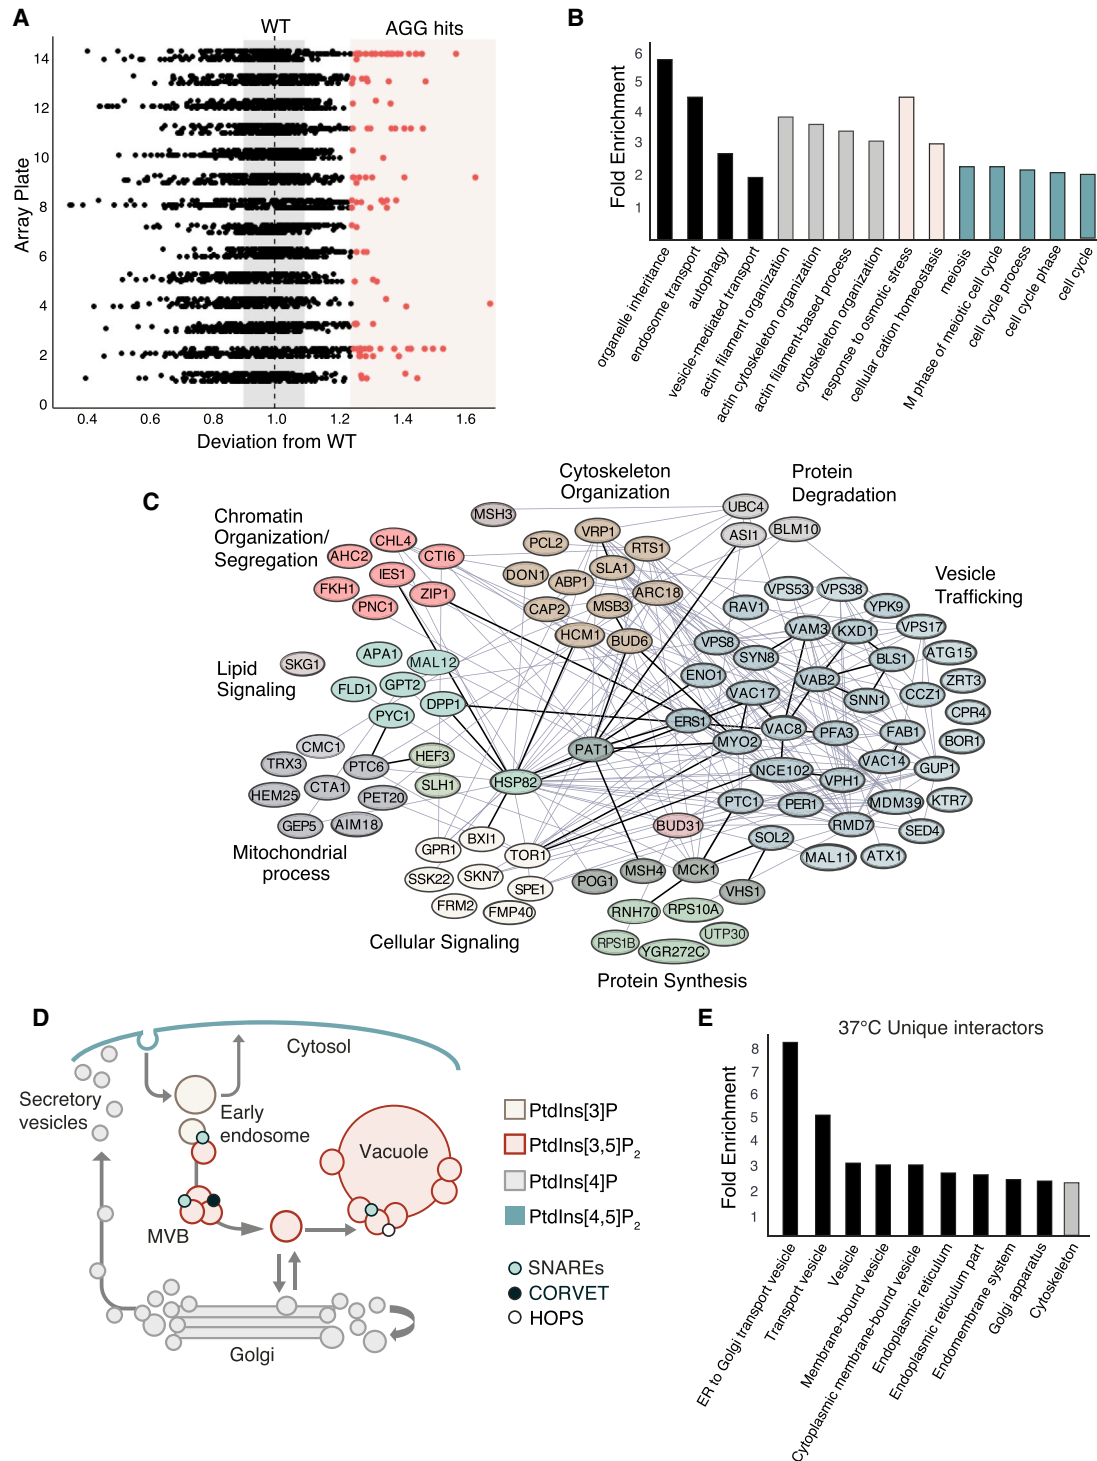 A
WT
AGG hits
Array Plate
14
12
10
8
6
4
2
0
0.4
0.6
0.8
1.0
1.2
1.4
1.6
Deviation from WT
B
Fold Enrichment
6
5
4
3
2
1
organelle inheritance
endosome transport
autophagy
vesicle-mediated transport
actin filament organization
actin cytoskeleton organization
actin filament-based process
cytoskeleton organization
response to osmotic stress
cellular cation homeostasis
meiosis
M phase of meiotic cell cycle
cell cycle process
cell cycle phase
cell cycle
C
Chromatin
Organization/
Segregation
AHC2
CHL4
CTI6
IES1
FKH1
ZIP1
PNC1
MSH3
Cytoskeleton
Organization
PCL2
VRP1
RTS1
DON1
SLA1
ABP1
ARC18
CAP2
MSB3
HCM1
BUD6
Protein
Degradation
UBC4
ASI1
BLM10
Vesicle
Trafficking
VPS53
VPS38
RAV1
YPK9
VAM3
KXD1
VPS17
VPS8
SYN8
BLS1
ATG15
ENO1
VAB2
ZRT3
VAC17
SNN1
CCZ1
CPR4
ERS1
VAC8
PFA3
FAB1
BOR1
MYO2
VAC14
GUP1
NCE102
VPH1
PTC1
PER1
MDM39
KTR7
RMD7
SED4
SOL2
MAL11
ATX1
PAT1
HSP82
Lipid
Signaling
SKG1
APA1
MAL12
FLD1
GPT2
DPP1
PYC1
CMC1
TRX3
PTC6
HEF3
HEM25
CTA1
PET20
SLH1
GEP5
AIM18
Mitochondrial
process
BXI1
GPR1
TOR1
SSK22
SKN7
SPE1
FRM2
FMP40
Cellular Signaling
BUD31
POG1
MSH4
MCK1
VHS1
RNH70
RPS10A
RPS1B
UTP30
YGR272C
Protein Synthesis
D
Cytosol
Secretory
vesicles
Early
endosome
Vacuole
MVB
Golgi
PtdIns[3]P
PtdIns[3,5]P2
PtdIns[4]P
PtdIns[4,5]P2
SNAREs
CORVET
HOPS
E
37°C Unique interactors
Fold Enrichment
8
7
6
5
4
3
2
1
ER to Golgi transport vesicle
Transport vesicle
Vesicle
Membrane-bound vesicle
Cytoplasmic membrane-bound vesicle
Endoplasmic reticulum
Endoplasmic reticulum part
Endomembrane system
Golgi apparatus
Cytoskeleton